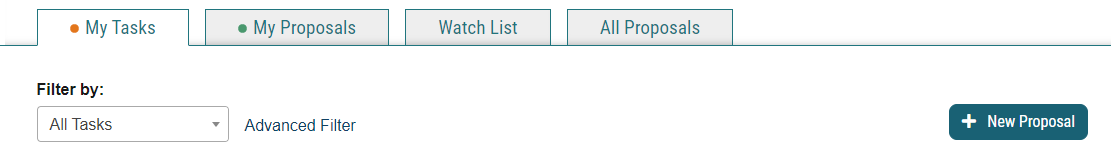 My Tasks My Proposals Watch List All Proposals
Filter by:
All Tasks Advanced Filter New Proposal